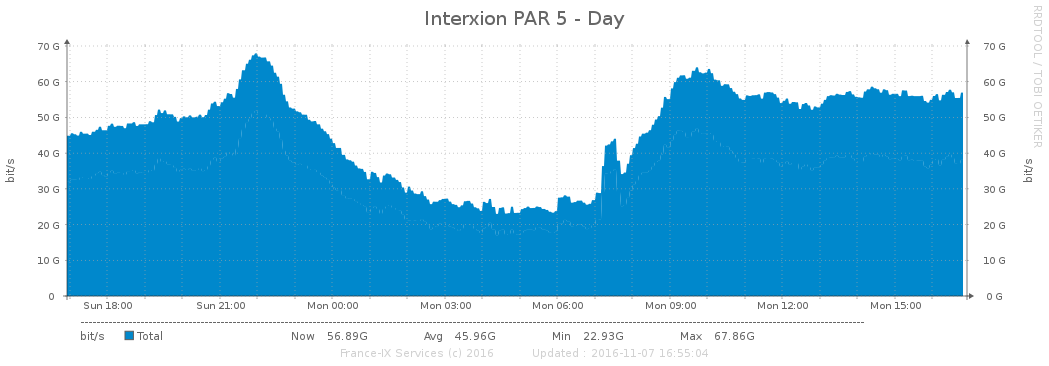 Interxion PAR 5 - Day
RRDTOOL / TOBI OETIKER
70 G 70 G
60 G 60 G
50 G 50 G
40 G 40 G
bit/s bit/s
30 G 30 G
20 G 20 G
10 G 10 G
0 0 G
Sun 18:00 Sun 21:00 Mon 00:00 Mon 03:00 Mon 06:00 Mon 09:00 Mon 12:00 Mon 15:00
bit/s Total Now 56.89G Avg 45.96G Min 22.93G Max 67.86G
France-IX Services (c) 2016 Updated : 2016-11-07 16:55:04